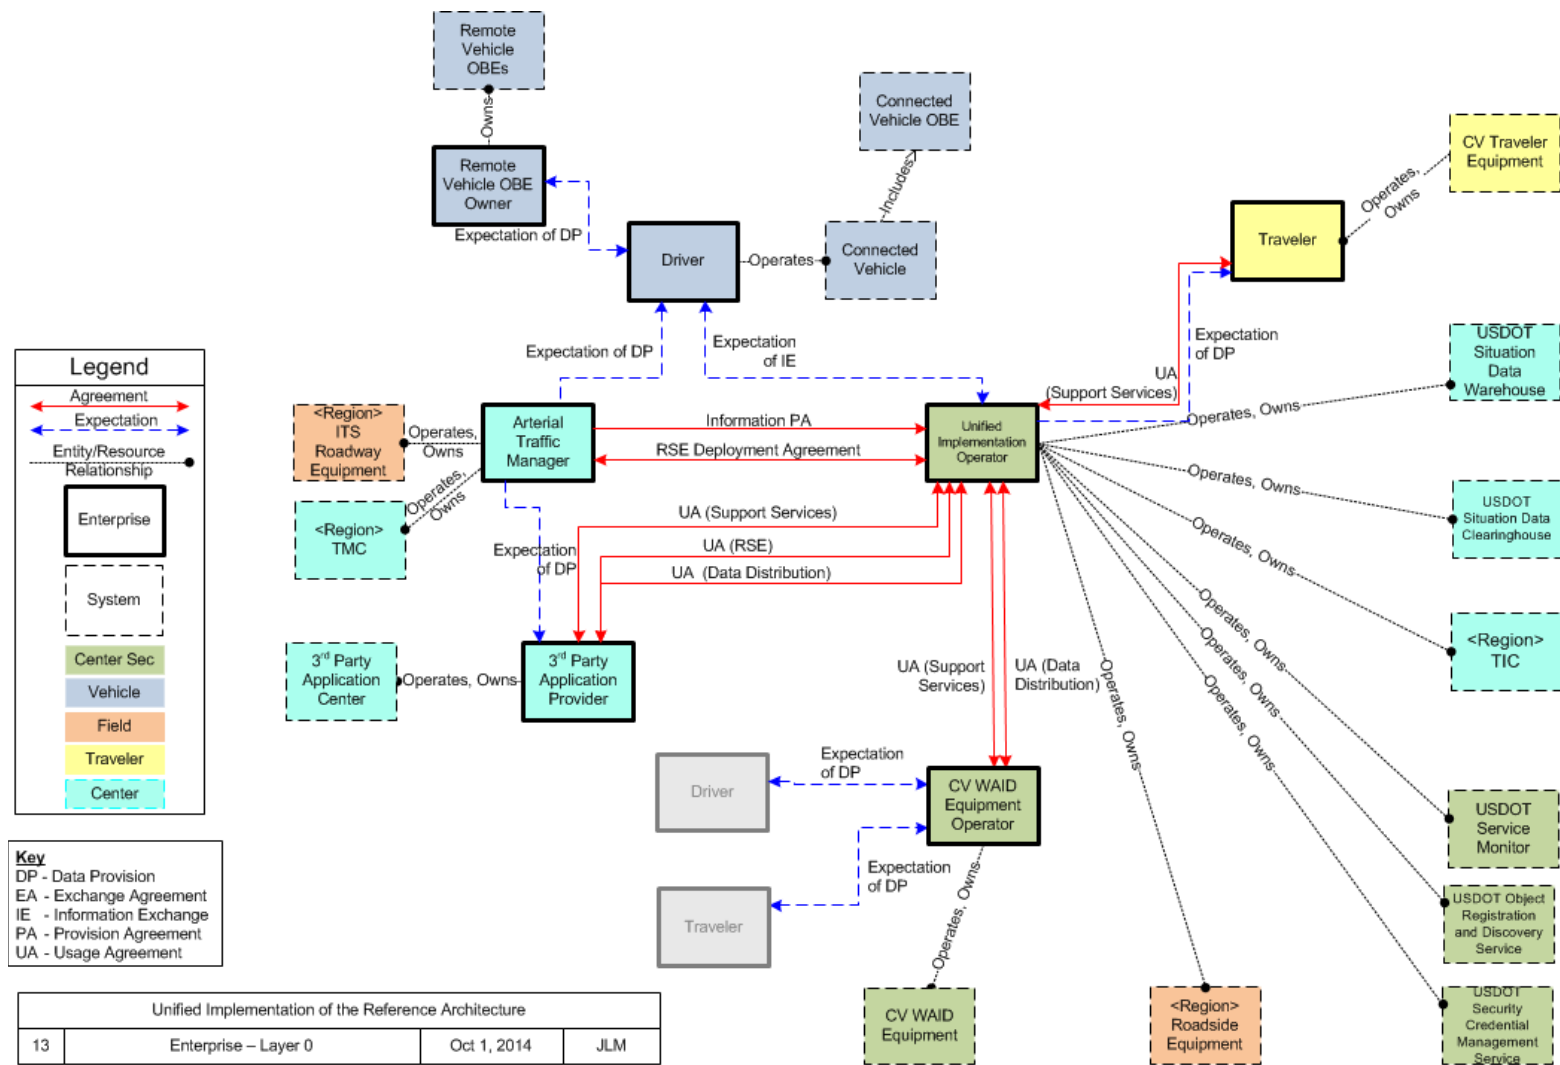 Remote
Vehicle
OBEs
Owns
Remote
Vehicle OBE
Owner
Expectation of DP
Driver
Operates
Connected
Vehicle OBE
Includes
Connected
Vehicle
CV Traveler
Equipment
Operates,
Owns
Traveler
Expectation
of DP
UA
(Support Services)
Expectation of DP
Expectation
of IE
USDOT
Situation
Data
Warehouse
Operates, Owns
Legend
Agreement
Expectation
Entity/Resource
Relationship
Enterprise
System
Center Sec
Vehicle
Field
Traveler
Center
<Region>
ITS
Roadway
Equipment
Operates,
Owns
Arterial
Traffic
Manager
Information PA
RSE Deployment Agreement
Unified
Implementation
Operator
<Region>
TMC
Operates,
Owns
Expectation
of DP
UA (Support Services)
UA (RSE)
UA (Data Distribution)
Operates, Owns
USDOT
Situation Data
Clearinghouse
Operates, Owns
<Region>
TIC
3rd Party
Application
Center
Operates, Owns
3rd Party
Application
Provider
UA (Support
Services)
UA (Data
Distribution)
Operates, Owns
Operates, Owns
Operates, Owns
Operates, Owns
Driver
Expectation
of DP
CV WAID
Equipment
Operator
Expectation
of DP
Traveler
Operates, Owns
USDOT
Service
Monitor
USDOT Object
Registration
and Discovery
Service
USDOT
Security
Credential
Management
Service
CV WAID
Equipment
<Region>
Roadside
Equipment
Key
DP - Data Provision
EA - Exchange Agreement
IE - Information Exchange
PA - Provision Agreement
UA - Usage Agreement
Unified Implementation of the Reference Architecture
13 Enterprise – Layer 0 Oct 1, 2014 JLM